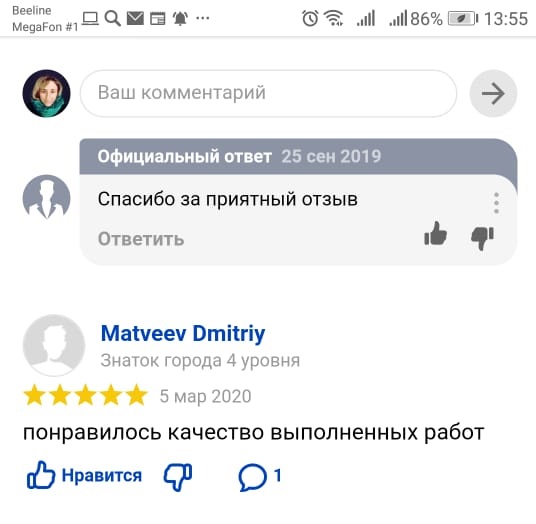 Beeline
MegaFon #1 ... 86% 13:55
Ваш комментарий
Официальный ответ 25 сен 2019
Спасибо за приятный отзыв
Ответить
Matveev Dmitriy
Знаток города 4 уровня
5 мар 2020
понравилось качество выполненных работ
Нравится 1